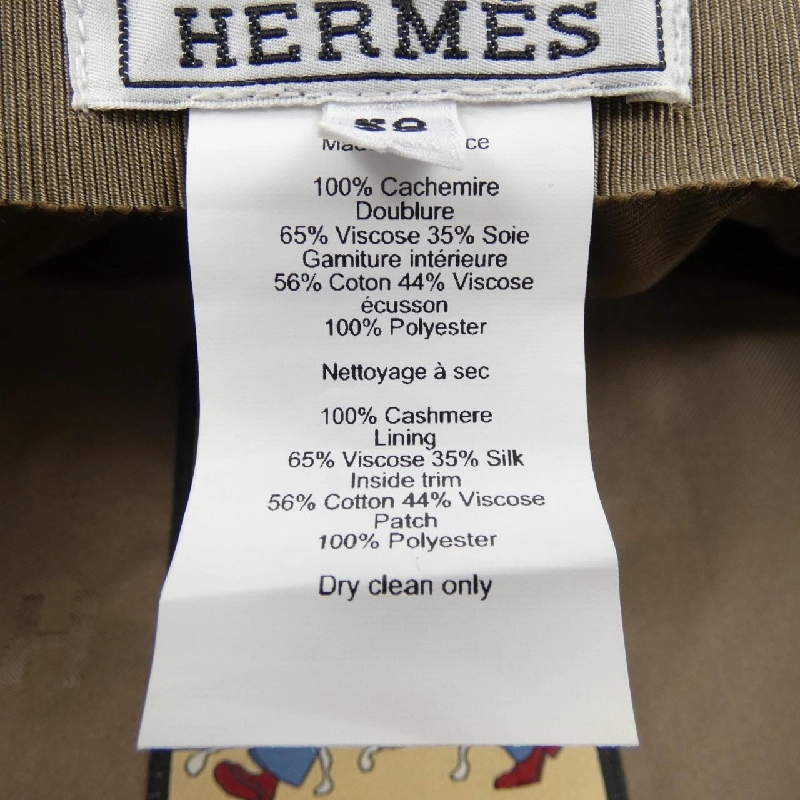 HERMÈS
100% Cachemire
Doublure
65% Viscose 35% Soie
Garniture intérieure
56% Coton 44% Viscose
écusson
100% Polyester
Nettoyage à sec
100% Cashmere
Lining
65% Viscose 35% Silk
Inside trim
56% Cotton 44% Viscose
Patch
100% Polyester
Dry clean only